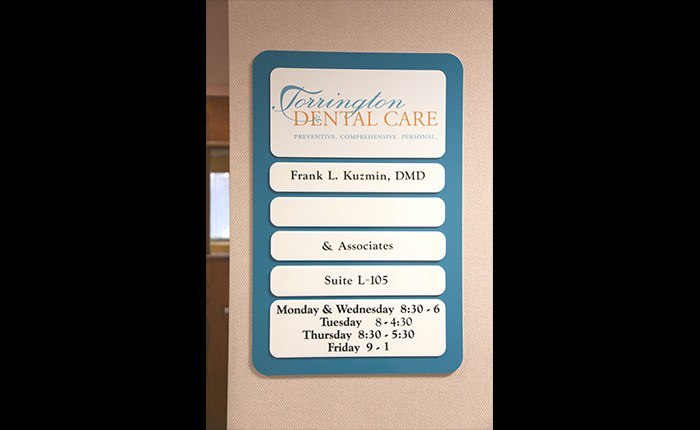 Torrington
DENTAL CARE
PREVENTIVE. COMPREHENSIVE. PERSONAL.
Frank L. Kuzmin, DMD
& Associates
Suite L-105
Monday & Wednesday 8:30 - 6
Tuesday 8 - 4:30
Thursday 8:30 - 5:30
Friday 9 - 1